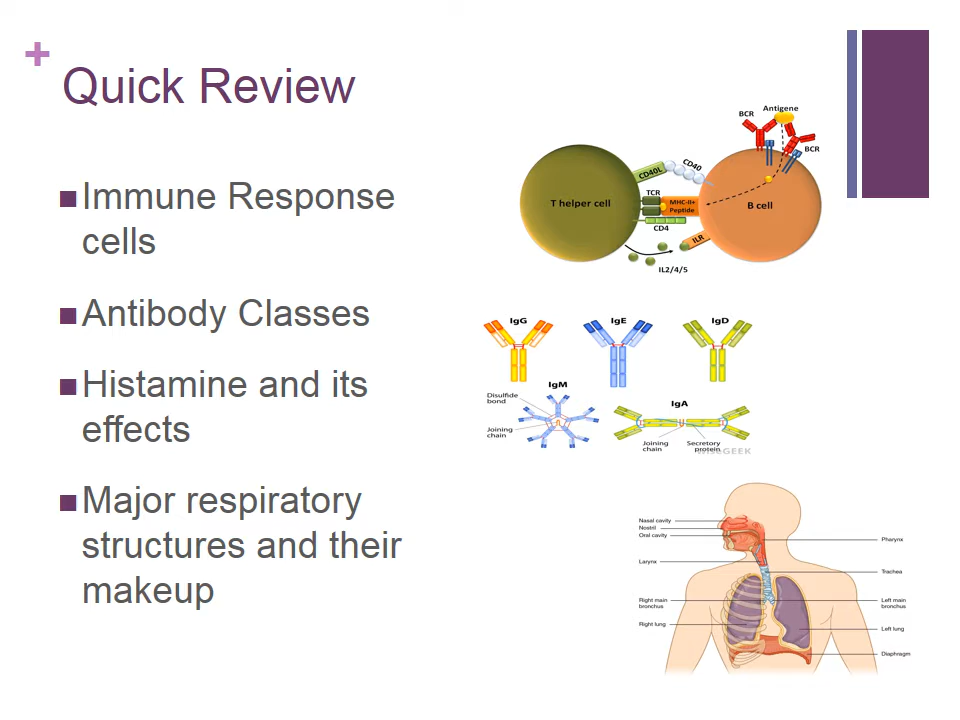 +
Quick Review
■Immune Response
cells
■Antibody Classes
■Histamine and its
effects
■Major respiratory
structures and their
makeup
Antigene
BCR
BCR
CD40L
CD40
T helper cell
TCR
MHC-II+
Peptide
CD4
B cell
ILR
IL2/4/5
IgG
IgE
IgD
IgM
Disulfide
bond
Joining
chain
IgA
Joining
chain
Secretory
protein
Nasal cavity
Nostril
Oral cavity
Larynx
Right main
bronchus
Right lung
Pharynx
Trachea
Left main
bronchus
Left lung
Diaphragm